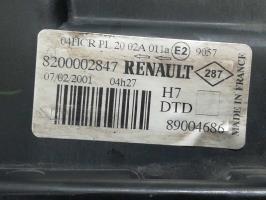 04HCR PL 20 02A 011a E2 9057
8200002847 RENAULT 287
07/02/2001 04h27 H7
DTD
89004686
MADE IN FRANCE